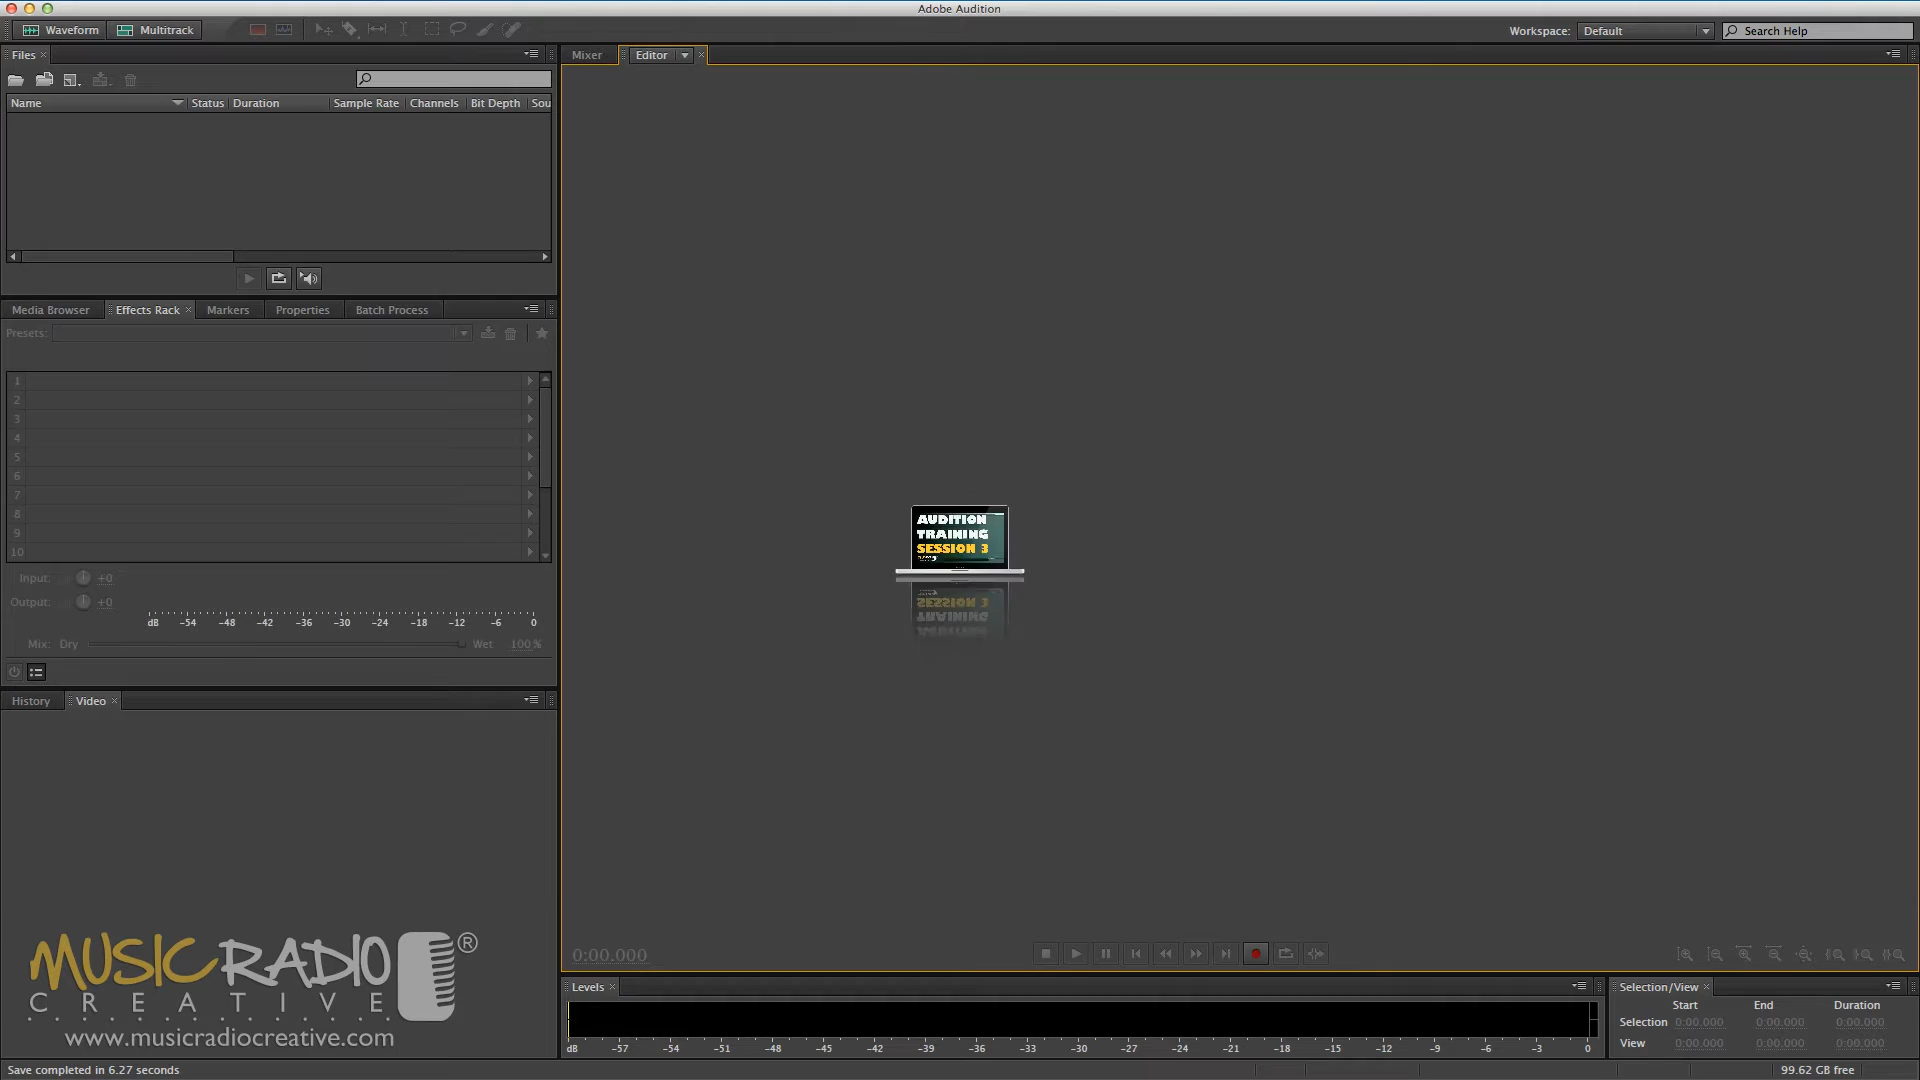 Adobe Audition
Waveform
Multitrack
Workspace:
Default
Search Help
Files
Name
Status
Duration
Sample Rate
Channels
Bit Depth
Sou
Media Browser
Effects Rack
Markers
Properties
Batch Process
Presets:
1
2
3
4
5
6
7
8
9
10
Input: +0
Output: +0
dB -54 -48 -42 -36 -30 -24 -18 -12 -6 0
Mix: Dry Wet 100 %
History
Video
MUSIC RADIO ®
CREATIVE
www.musicradiocreative.com
Save completed in 6.27 seconds
Mixer
Editor
AUDITION
TRAINING
SESSION 3
0:00.000
Levels
dB -57 -54 -51 -48 -45 -42 -39 -36 -33 -30 -27 -24 -21 -18 -15 -12 -9 -6 -3 0
Selection/View
Start End Duration
Selection 0:00.000 0:00.000 0:00.000
View 0:00.000 0:00.000 0:00.000
99.62 GB free